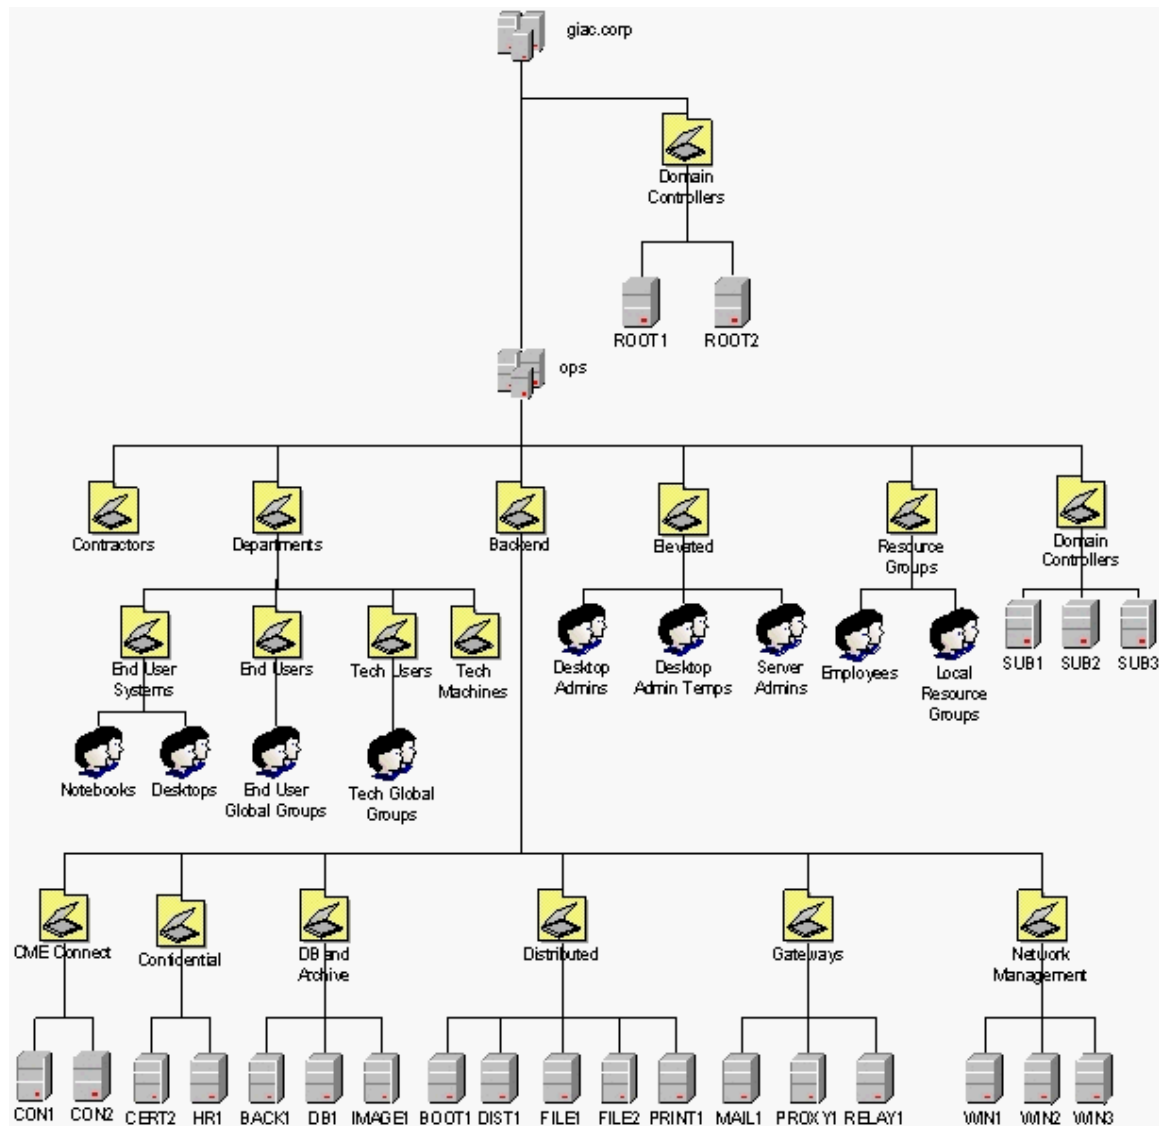 giac.corp
Domain
Controllers
ROOT1 ROOT2
ops
Contractors Departments Backend Elevated Resource
Groups Domain
Controllers
End User
Systems End Users Tech Users Tech
Machines Desktop
Admins Desktop
Admin Temps Server
Admins Employees Local
Resource
Groups SUB1 SUB2 SUB3
Notebooks Desktops End User
Global Groups Tech Global
Groups
CME Connect Confidential DB and
Archive Distributed Gateways Network
Management
CON1 CON2 CERT2 HR1 BACK1 DB1 IMAGE1 BOOT1 DIST1 FILE1 FILE2 PRINT1 MAIL1 PROXY1 RELAY1 WIN1 WIN2 WIN3